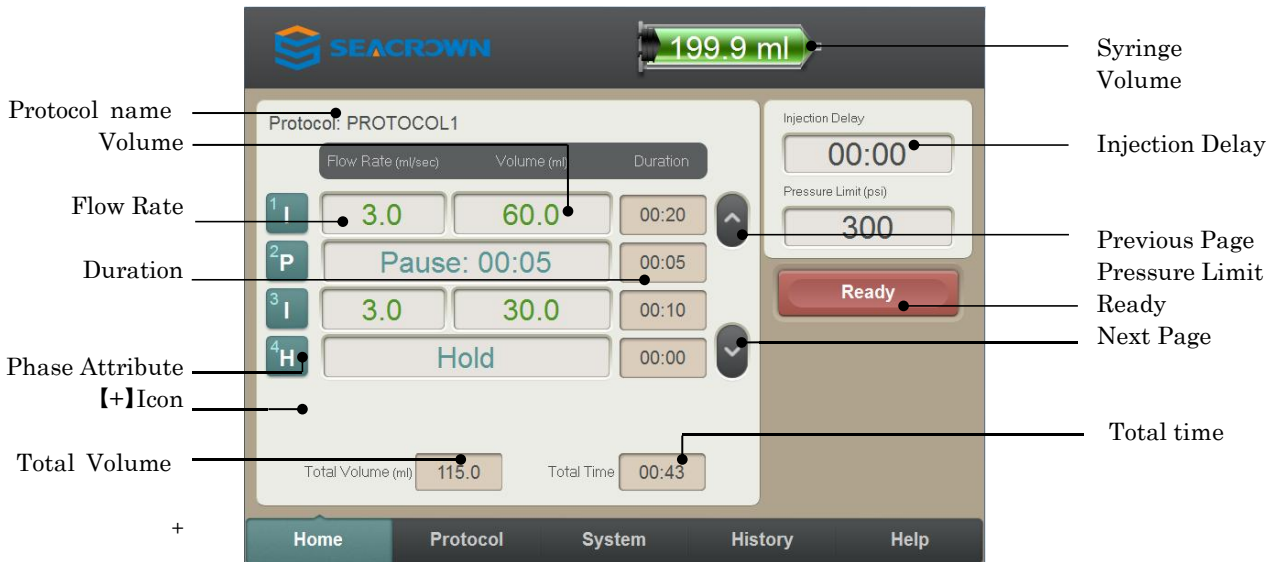 SEACROWN
199.9 ml
Syringe
Volume
Protocol name
Volume
Flow Rate
Duration
Phase Attribute
【+】Icon
Total Volume
+
Protocol: PROTOCOL1
Flow Rate (ml/sec) Volume (ml) Duration
1 I 3.0 60.0 00:20
2 P Pause: 00:05 00:05
3 I 3.0 30.0 00:10
4 H Hold 00:00
Total Volume (ml) 115.0 Total Time 00:43
Injection Delay
00:00
Pressure Limit (psi)
300
Ready
Injection Delay
Previous Page
Pressure Limit
Ready
Next Page
Total time
Home Protocol System History Help